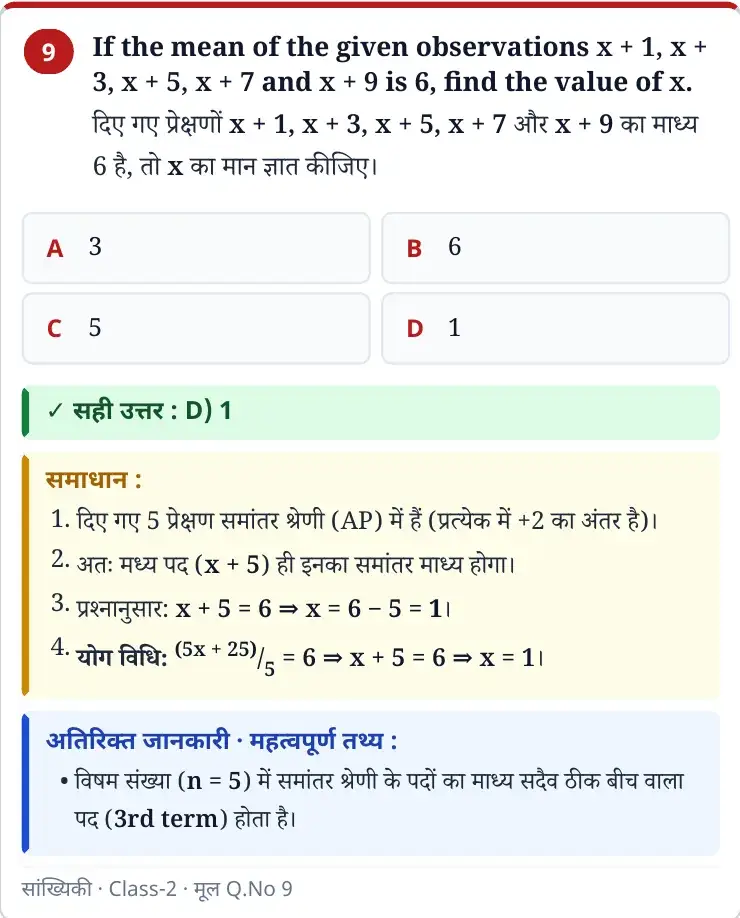 9
If the mean of the given observations x + 1, x +
3, x + 5, x + 7 and x + 9 is 6, find the value of x.
दिए गए प्रेक्षणों x + 1, x + 3, x + 5, x + 7 और x + 9 का माध्य
6 है, तो x का मान ज्ञात कीजिए।
A 3
B 6
C 5
D 1
✓ सही उत्तर : D) 1
समाधान :
1. दिए गए 5 प्रेक्षण समांतर श्रेणी (AP) में हैं (प्रत्येक में +2 का अंतर है)।
2. अतः मध्य पद (x + 5) ही इनका समांतर माध्य होगा।
3. प्रश्नानुसार: x + 5 = 6 ⇒ x = 6 − 5 = 1।
4. योग विधि: (5x + 25)/5 = 6 ⇒ x + 5 = 6 ⇒ x = 1।
अतिरिक्त जानकारी · महत्वपूर्ण तथ्य :
• विषम संख्या (n = 5) में समांतर श्रेणी के पदों का माध्य सदैव ठीक बीच वाला
पद (3rd term) होता है।
सांख्यिकी · Class-2 · मूल Q.No 9